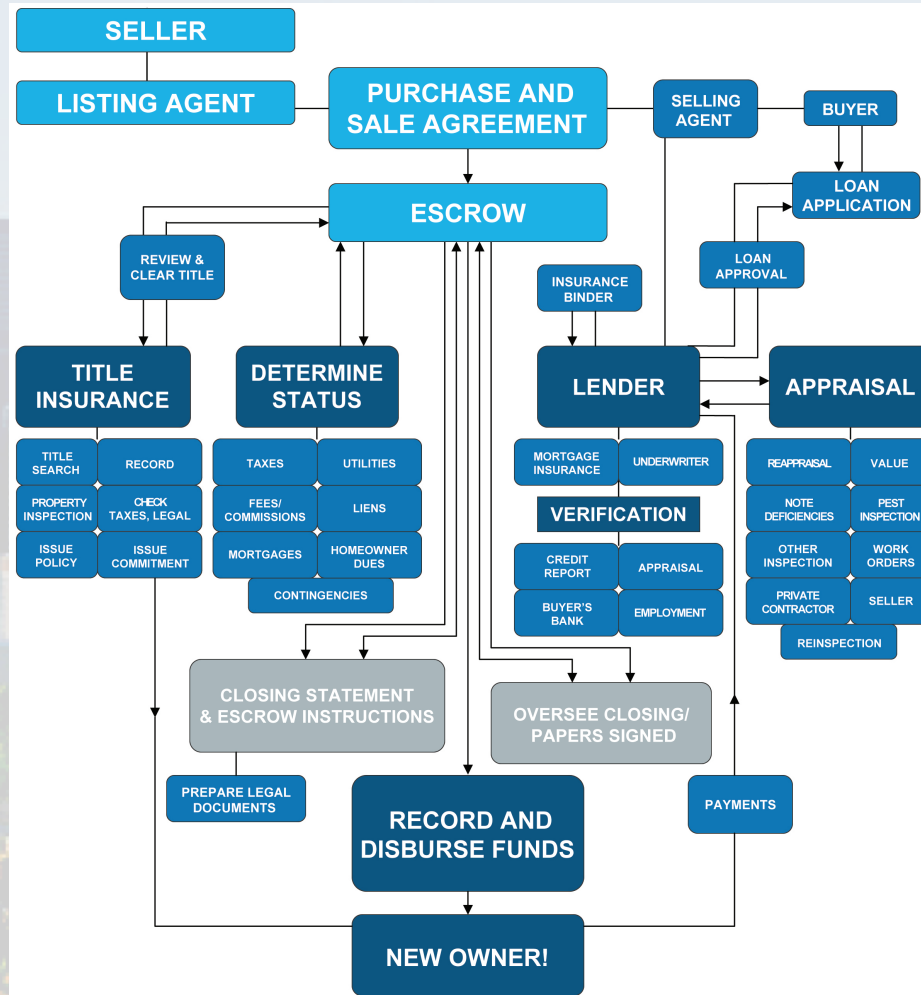 SELLER
LISTING AGENT
PURCHASE AND
SALE AGREEMENT
SELLING
AGENT
BUYER
LOAN
APPLICATION
ESCROW
REVIEW &
CLEAR TITLE
LOAN
APPROVAL
INSURANCE
BINDER
TITLE
INSURANCE
DETERMINE
STATUS
LENDER
APPRAISAL
TITLE
SEARCH
RECORD
PROPERTY
INSPECTION
CHECK
TAXES, LEGAL
ISSUE
POLICY
ISSUE
COMMITMENT
TAXES
UTILITIES
FEES/
COMMISSIONS
LIENS
MORTGAGES
HOMEOWNER
DUES
CONTINGENCIES
MORTGAGE
INSURANCE
UNDERWRITER
VERIFICATION
CREDIT
REPORT
APPRAISAL
BUYER'S
BANK
EMPLOYMENT
REAPPRAISAL
VALUE
NOTE
DEFICIENCIES
PEST
INSPECTION
OTHER
INSPECTION
WORK
ORDERS
PRIVATE
CONTRACTOR
SELLER
REINSPECTION
CLOSING STATEMENT
& ESCROW INSTRUCTIONS
OVERSEE CLOSING/
PAPERS SIGNED
PREPARE LEGAL
DOCUMENTS
RECORD AND
DISBURSE FUNDS
PAYMENTS
NEW OWNER!